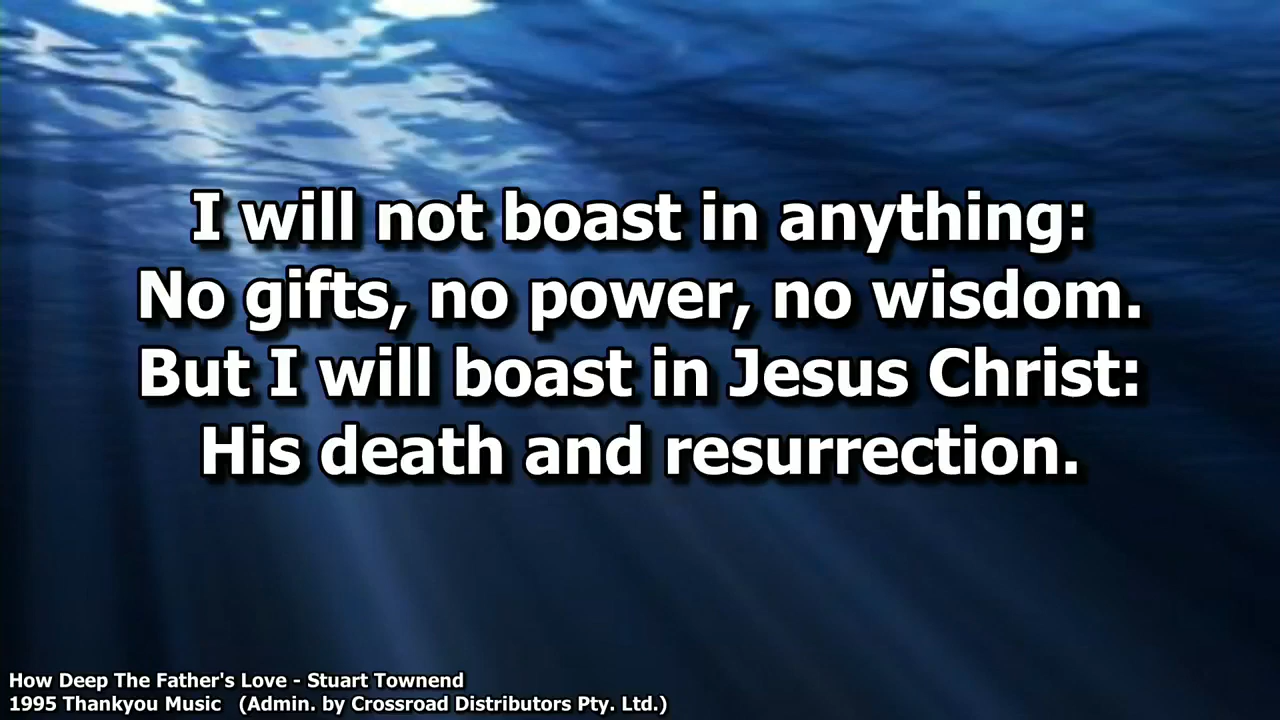 I will not boast in anything:
No gifts, no power, no wisdom.
But I will boast in Jesus Christ:
His death and resurrection.
How Deep The Father's Love - Stuart Townend
1995 Thankyou Music (Admin. by Crossroad Distributors Pty. Ltd.)